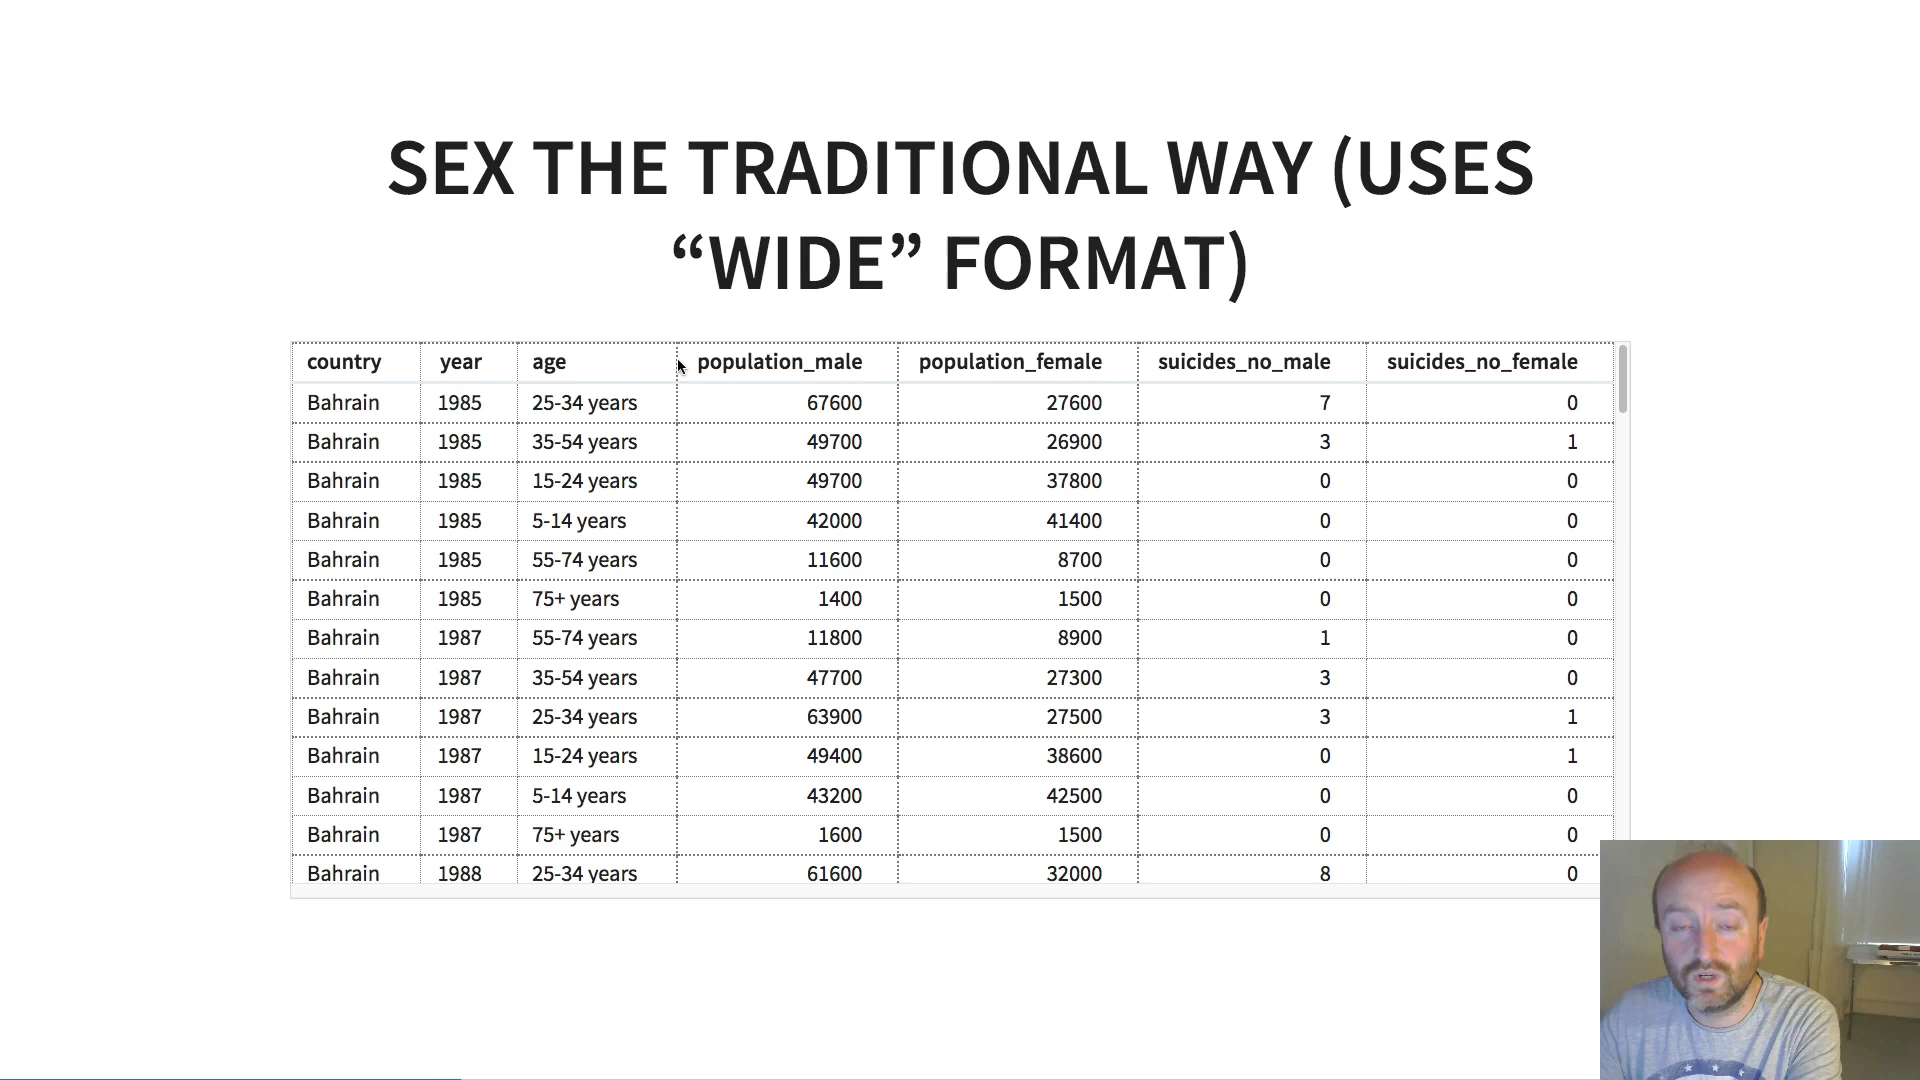 SEX THE TRADITIONAL WAY (USES
“WIDE” FORMAT)
country year age population_male population_female suicides_no_male suicides_no_female
Bahrain 1985 25-34 years 67600 27600 7 0
Bahrain 1985 35-54 years 49700 26900 3 1
Bahrain 1985 15-24 years 49700 37800 0 0
Bahrain 1985 5-14 years 42000 41400 0 0
Bahrain 1985 55-74 years 11600 8700 0 0
Bahrain 1985 75+ years 1400 1500 0 0
Bahrain 1987 55-74 years 11800 8900 1 0
Bahrain 1987 35-54 years 47700 27300 3 0
Bahrain 1987 25-34 years 63900 27500 3 1
Bahrain 1987 15-24 years 49400 38600 0 1
Bahrain 1987 5-14 years 43200 42500 0 0
Bahrain 1987 75+ years 1600 1500 0 0
Bahrain 1988 25-34 years 61600 32000 8 0